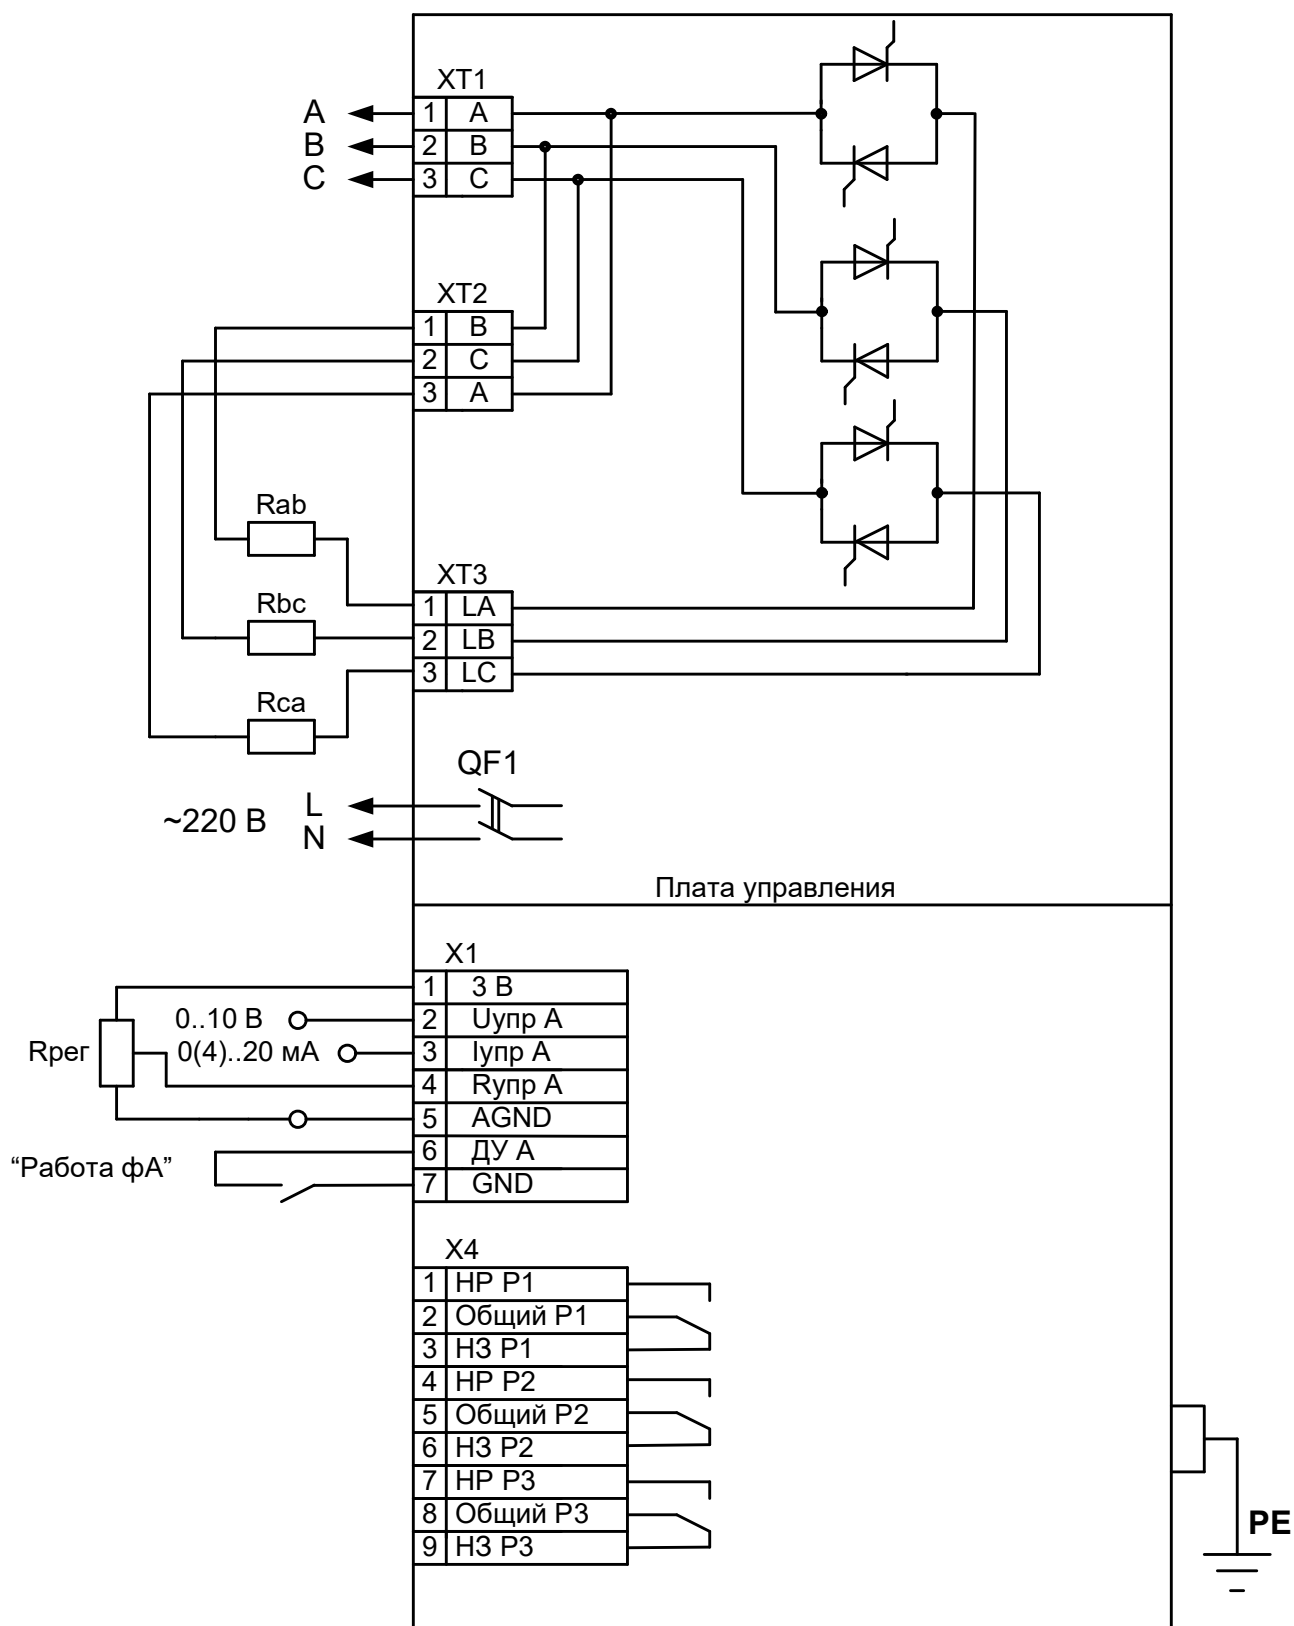 XT1
A 1 A
B 2 B
C 3 C
XT2
1 B
2 C
3 A
Rab
Rbc
Rca
XT3
1 LA
2 LB
3 LC
QF1
~220 В
L
N
Плата управления
X1
1 3 В
0..10 В 2 Uупр А
Rрег 0(4)..20 мА 3 Iупр А
4 Rупр А
5 AGND
6 ДУ А
“Работа фА” 7 GND
X4
1 НР Р1
2 Общий Р1
3 НЗ Р1
4 НР Р2
5 Общий Р2
6 НЗ Р2
7 НР Р3
8 Общий Р3
9 НЗ Р3
PE